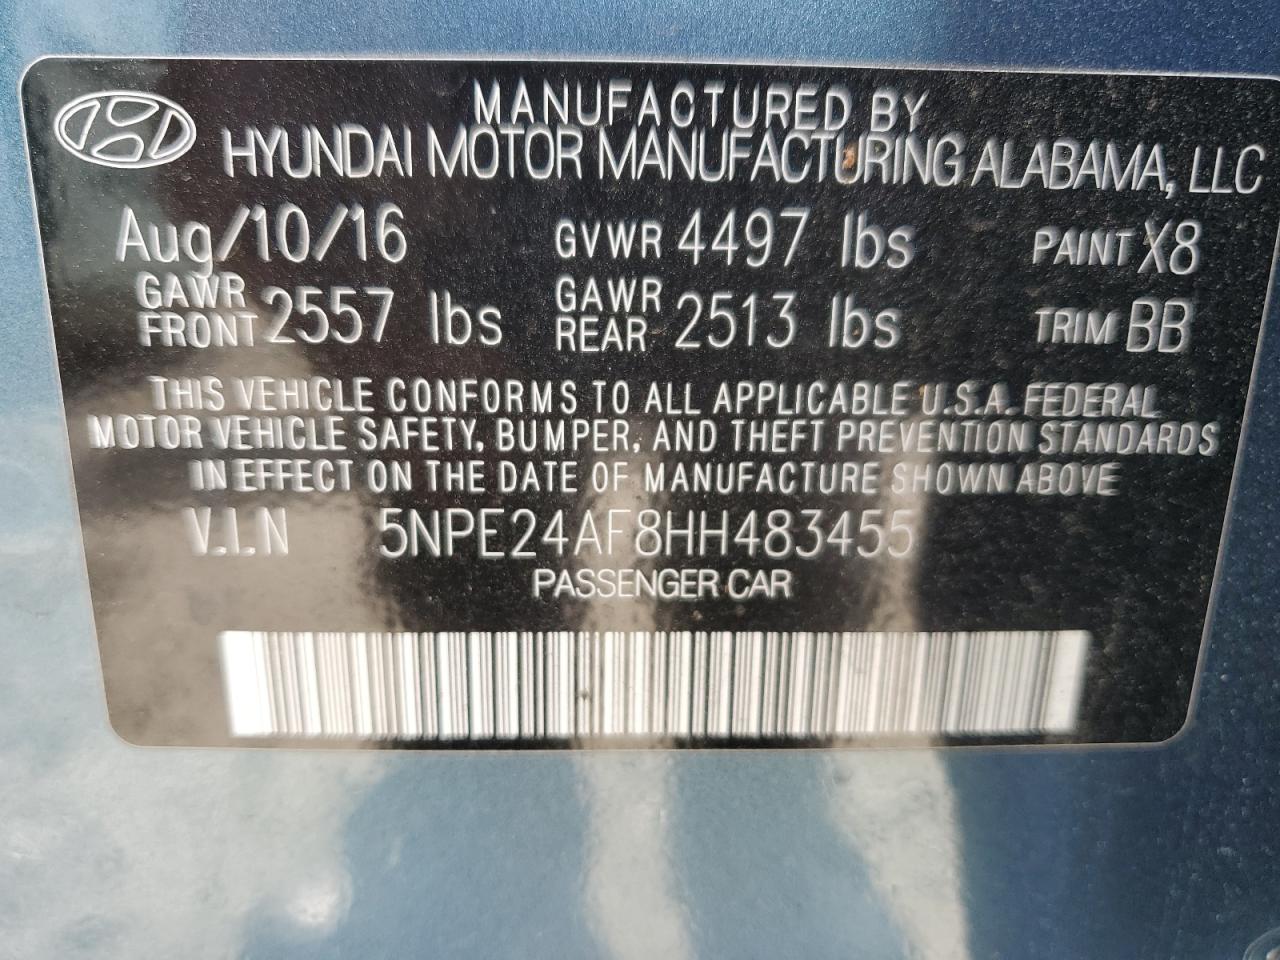 MANUFACTURED BY
HYUNDAI MOTOR MANUFACTURING ALABAMA, LLC
Aug/10/16 GVWR 4497 lbs PAINT X8
GAWR FRONT 2557 lbs GAWR REAR 2513 lbs TRIM BB
THIS VEHICLE CONFORMS TO ALL APPLICABLE U.S.A. FEDERAL
MOTOR VEHICLE SAFETY, BUMPER, AND THEFT PREVENTION STANDARDS
IN EFFECT ON THE DATE OF MANUFACTURE SHOWN ABOVE
V.I.N 5NPE24AF8HH483455
PASSENGER CAR